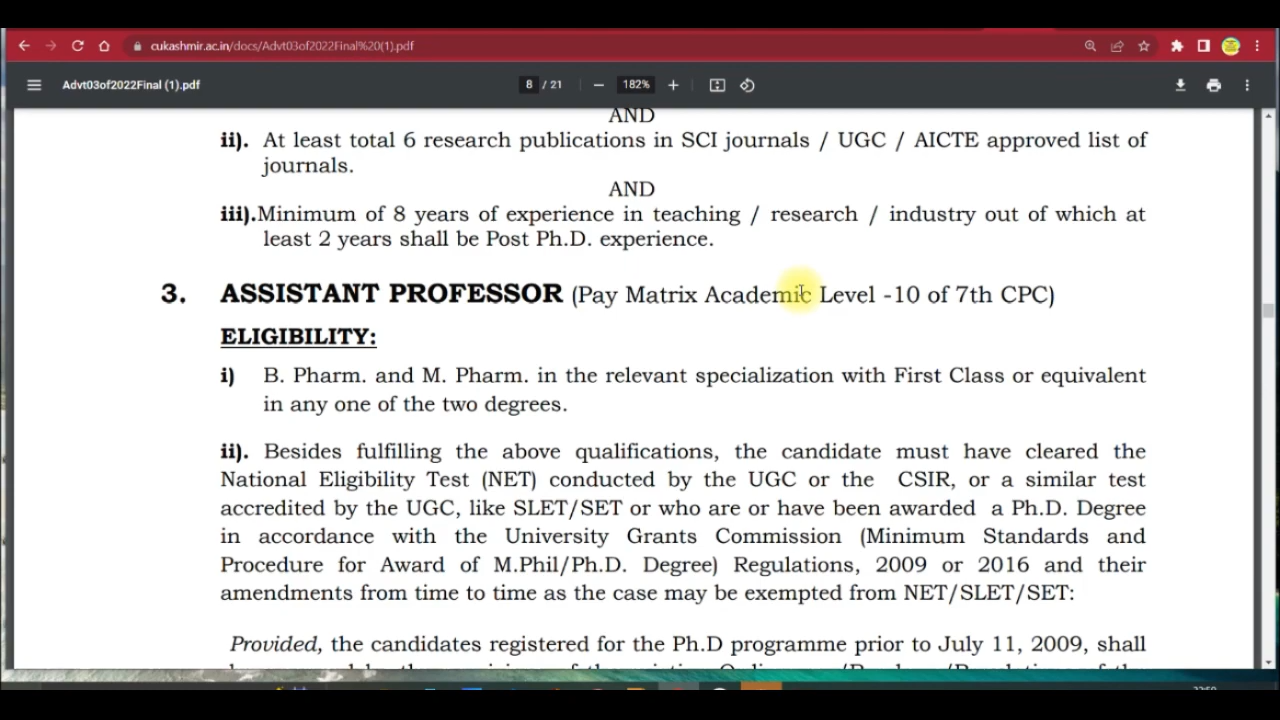 cukashmir.ac.in/docs/Advt03of2022Final%20(1).pdf
Advt03of2022Final (1).pdf
8 / 21
182%
AND
ii). At least total 6 research publications in SCI journals / UGC / AICTE approved list of
journals.
AND
iii).Minimum of 8 years of experience in teaching / research / industry out of which at
least 2 years shall be Post Ph.D. experience.
3. ASSISTANT PROFESSOR (Pay Matrix Academic Level -10 of 7th CPC)
ELIGIBILITY:
i) B. Pharm. and M. Pharm. in the relevant specialization with First Class or equivalent
in any one of the two degrees.
ii). Besides fulfilling the above qualifications, the candidate must have cleared the
National Eligibility Test (NET) conducted by the UGC or the CSIR, or a similar test
accredited by the UGC, like SLET/SET or who are or have been awarded a Ph.D. Degree
in accordance with the University Grants Commission (Minimum Standards and
Procedure for Award of M.Phil/Ph.D. Degree) Regulations, 2009 or 2016 and their
amendments from time to time as the case may be exempted from NET/SLET/SET:
Provided, the candidates registered for the Ph.D programme prior to July 11, 2009, shall